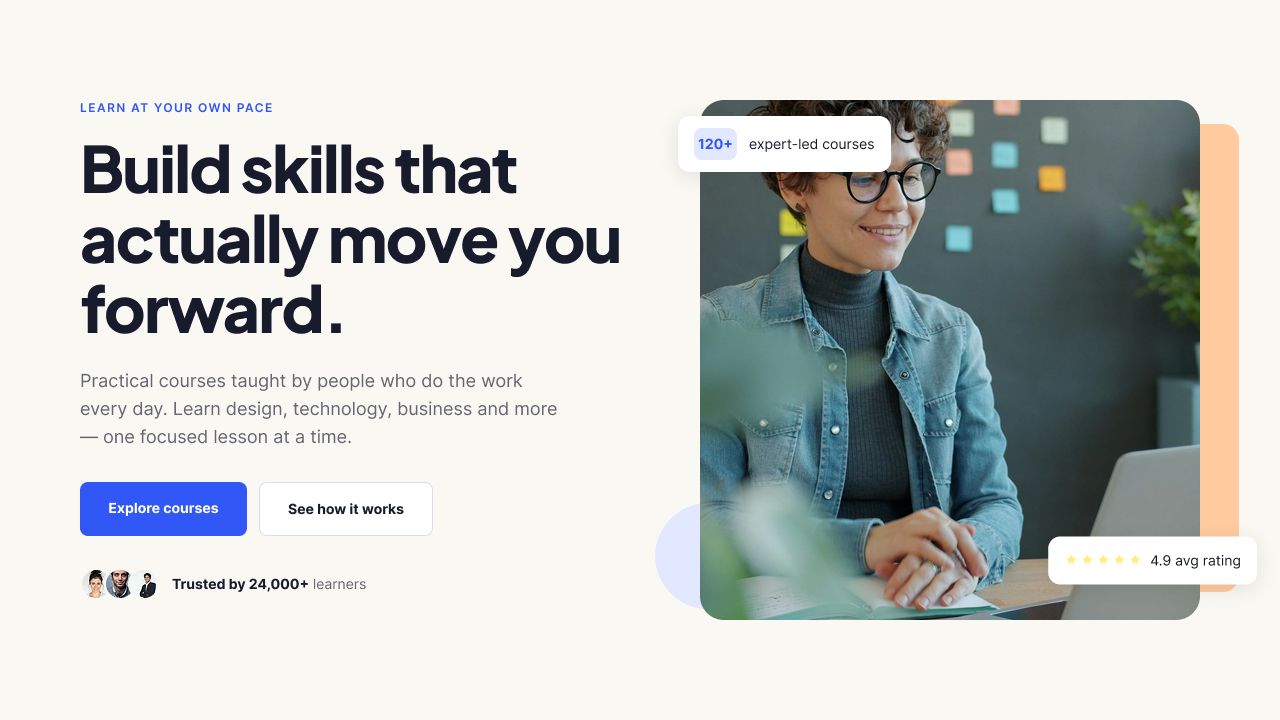 LEARN AT YOUR OWN PACE
Build skills that
actually move you
forward.
Practical courses taught by people who do the work
every day. Learn design, technology, business and more
— one focused lesson at a time.
Explore courses
See how it works
Trusted by 24,000+ learners
120+ expert-led courses
4.9 avg rating